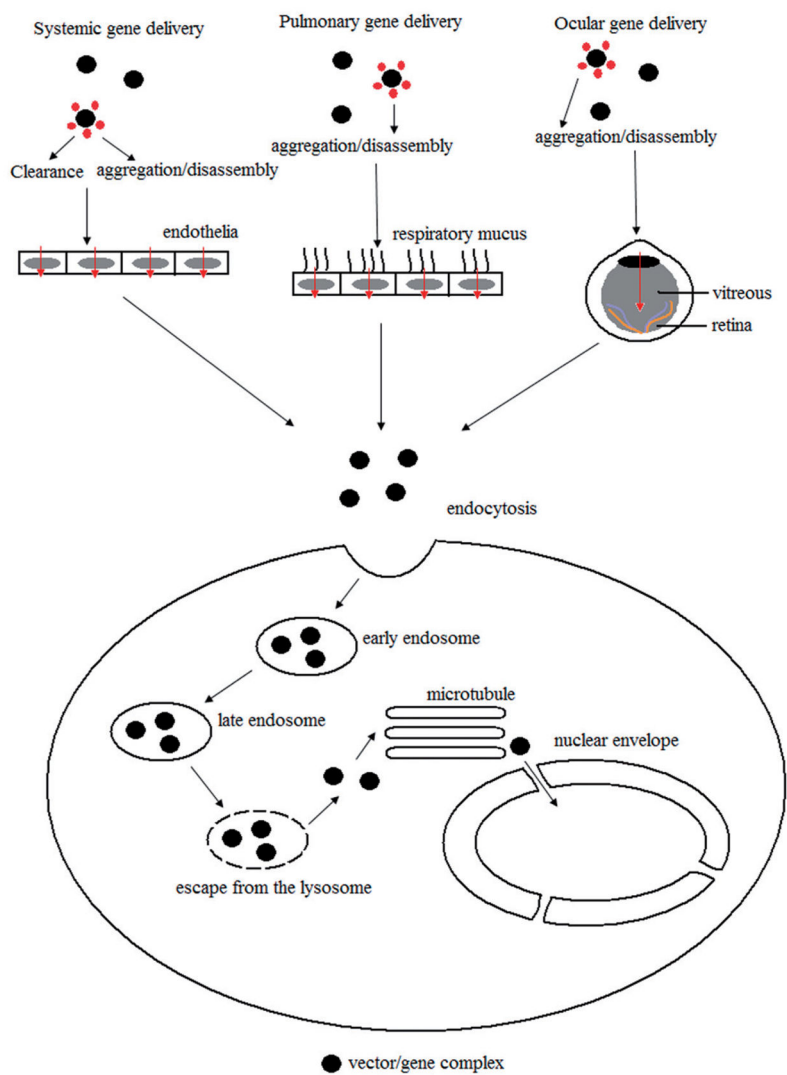 Systemic gene delivery
Pulmonary gene delivery
Ocular gene delivery
Clearance
aggregation/disassembly
aggregation/disassembly
aggregation/disassembly
endothelia
respiratory mucus
vitreous
retina
endocytosis
early endosome
late endosome
microtubule
nuclear envelope
escape from the lysosome
vector/gene complex